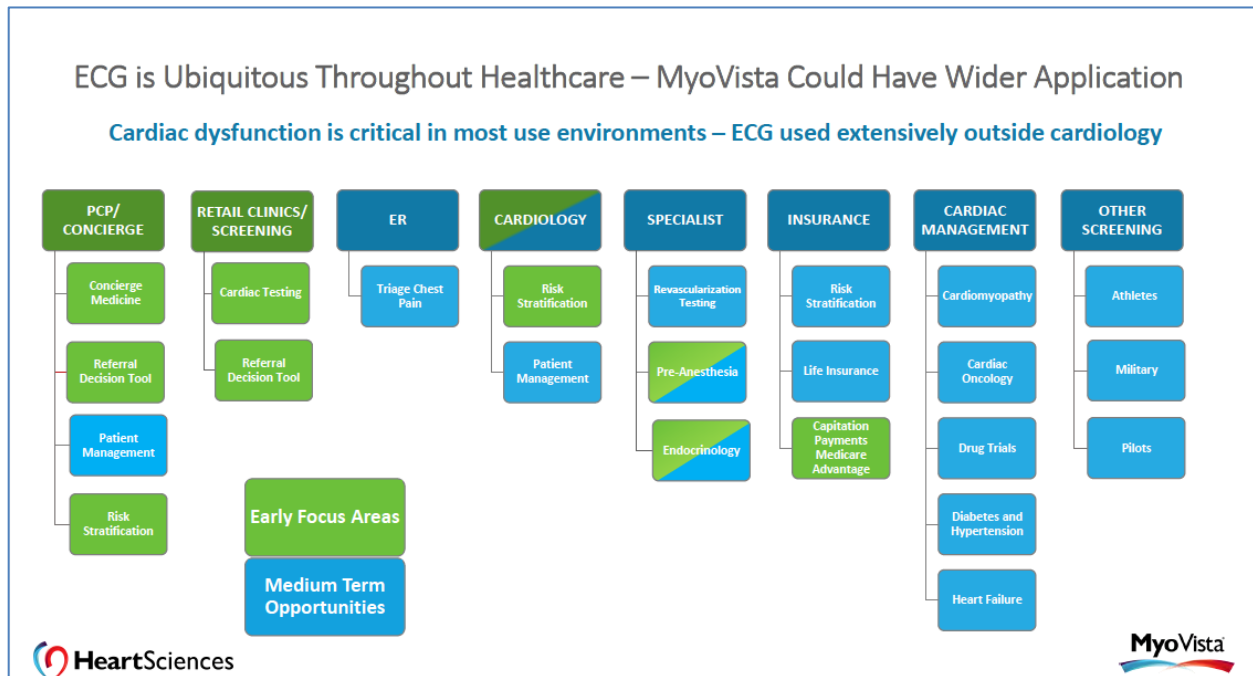 ECG is Ubiquitous Throughout Healthcare – MyoVista Could Have Wider Application
Cardiac dysfunction is critical in most use environments – ECG used extensively outside cardiology
PCP/
CONCIERGE
Concierge
Medicine
Referral
Decision Tool
Patient
Management
Risk
Stratification
RETAIL CLINICS/
SCREENING
Cardiac Testing
Referral
Decision Tool
ER
Triage Chest
Pain
CARDIOLOGY
Risk
Stratification
Patient
Management
SPECIALIST
Revascularization
Testing
Pre-Anesthesia
Endocrinology
INSURANCE
Risk
Stratification
Life Insurance
Capitation
Payments
Medicare
Advantage
CARDIAC
MANAGEMENT
Cardiomyopathy
Cardiac
Oncology
Drug Trials
Diabetes and
Hypertension
Heart Failure
OTHER
SCREENING
Athletes
Military
Pilots
Early Focus Areas
Medium Term
Opportunities
HeartSciences
MyoVista